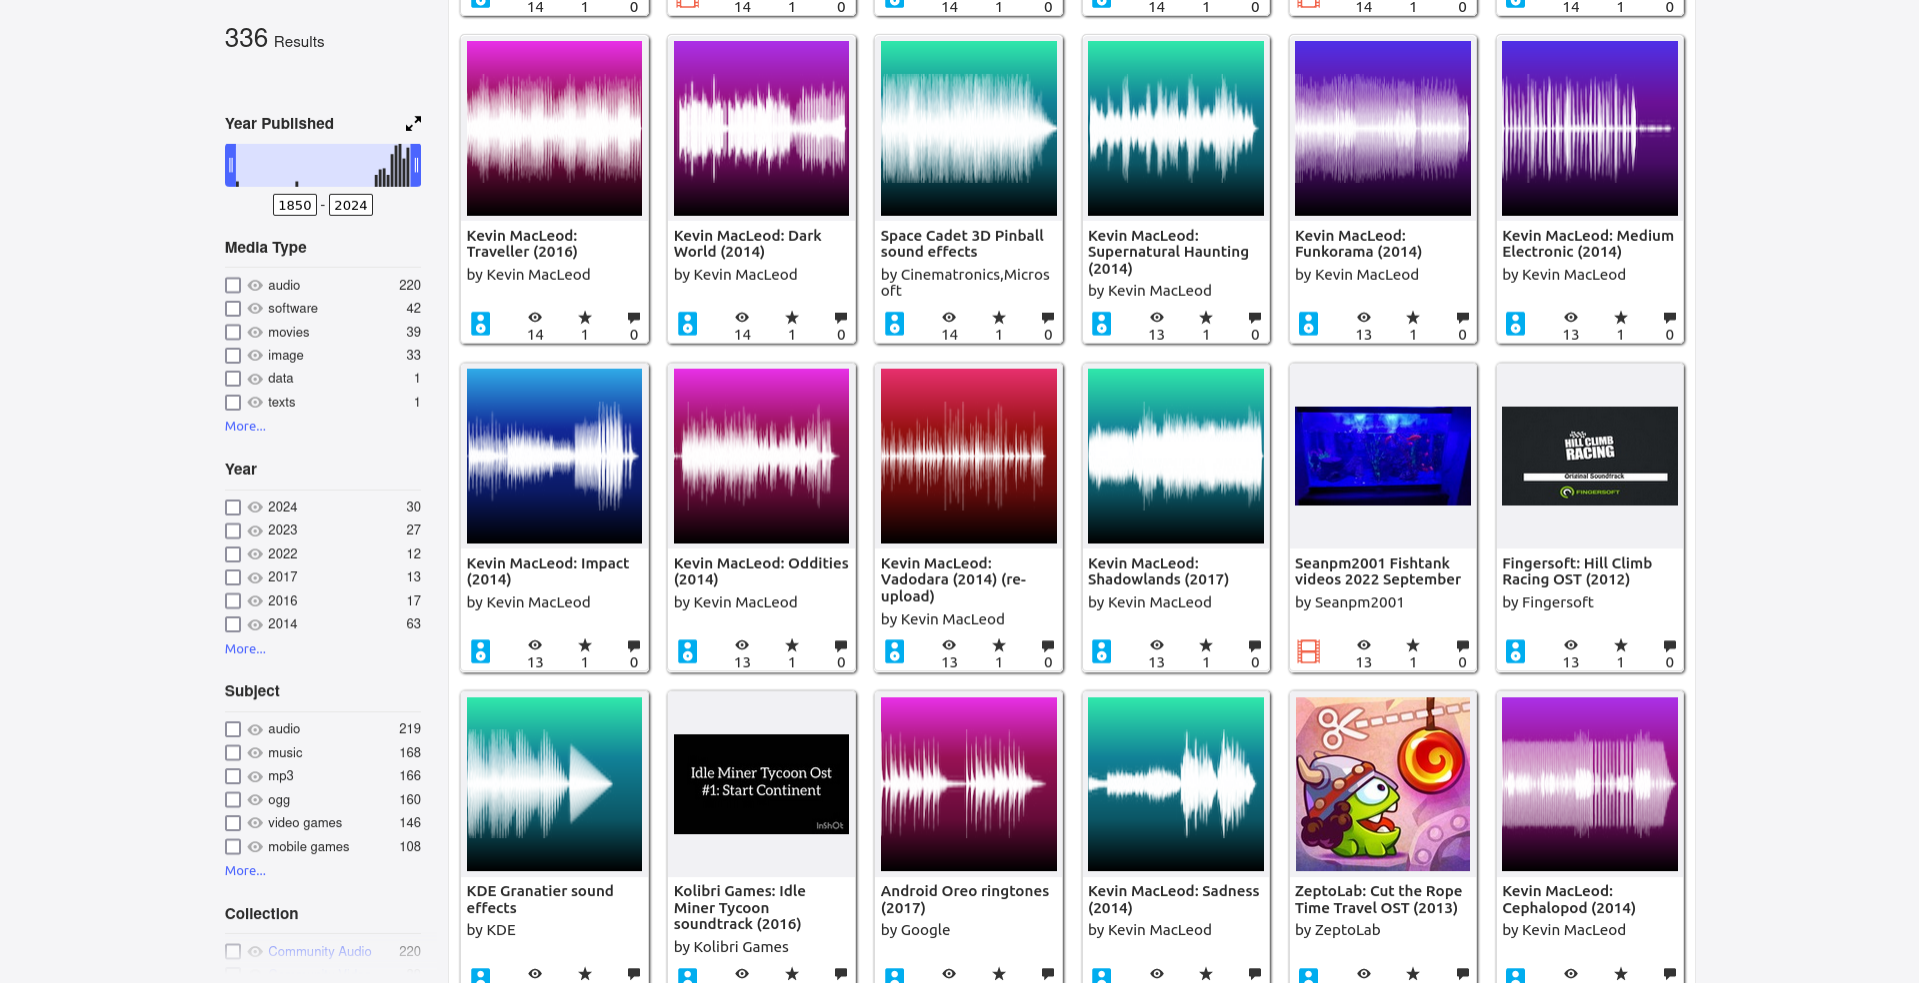 14 1 0 14 1 0 14 1 0 14 1 0 14 1 0 14 1 0
336 Results
Year Published
1850 - 2024
Media Type
audio 220
software 42
movies 39
image 33
data 1
texts 1
More...
Year
2024 30
2023 27
2022 12
2017 13
2016 17
2014 63
More...
Subject
audio 219
music 168
mp3 166
ogg 160
video games 146
mobile games 108
More...
Collection
Community Audio 220
Kevin MacLeod:
Traveller (2016)
by Kevin MacLeod
14 1 0
Kevin MacLeod: Dark
World (2014)
by Kevin MacLeod
14 1 0
Space Cadet 3D Pinball
sound effects
by Cinematronics,Micros
oft
14 1 0
Kevin MacLeod:
Supernatural Haunting
(2014)
by Kevin MacLeod
13 1 0
Kevin MacLeod:
Funkorama (2014)
by Kevin MacLeod
13 1 0
Kevin MacLeod: Medium
Electronic (2014)
by Kevin MacLeod
13 1 0
Kevin MacLeod: Impact
(2014)
by Kevin MacLeod
13 1 0
Kevin MacLeod: Oddities
(2014)
by Kevin MacLeod
13 1 0
Kevin MacLeod:
Vadodara (2014) (re-
upload)
by Kevin MacLeod
13 1 0
Kevin MacLeod:
Shadowlands (2017)
by Kevin MacLeod
13 1 0
Seanpm2001 Fishtank
videos 2022 September
by Seanpm2001
13 1 0
HILL CLIMB
RACING
Original Soundtrack
FINGERSOFT
Fingersoft: Hill Climb
Racing OST (2012)
by Fingersoft
13 1 0
KDE Granatier sound
effects
by KDE
Idle Miner Tycoon Ost
#1: Start Continent
InShOt
Kolibri Games: Idle
Miner Tycoon
soundtrack (2016)
by Kolibri Games
Android Oreo ringtones
(2017)
by Google
Kevin MacLeod: Sadness
(2014)
by Kevin MacLeod
ZeptoLab: Cut the Rope
Time Travel OST (2013)
by ZeptoLab
Kevin MacLeod:
Cephalopod (2014)
by Kevin MacLeod